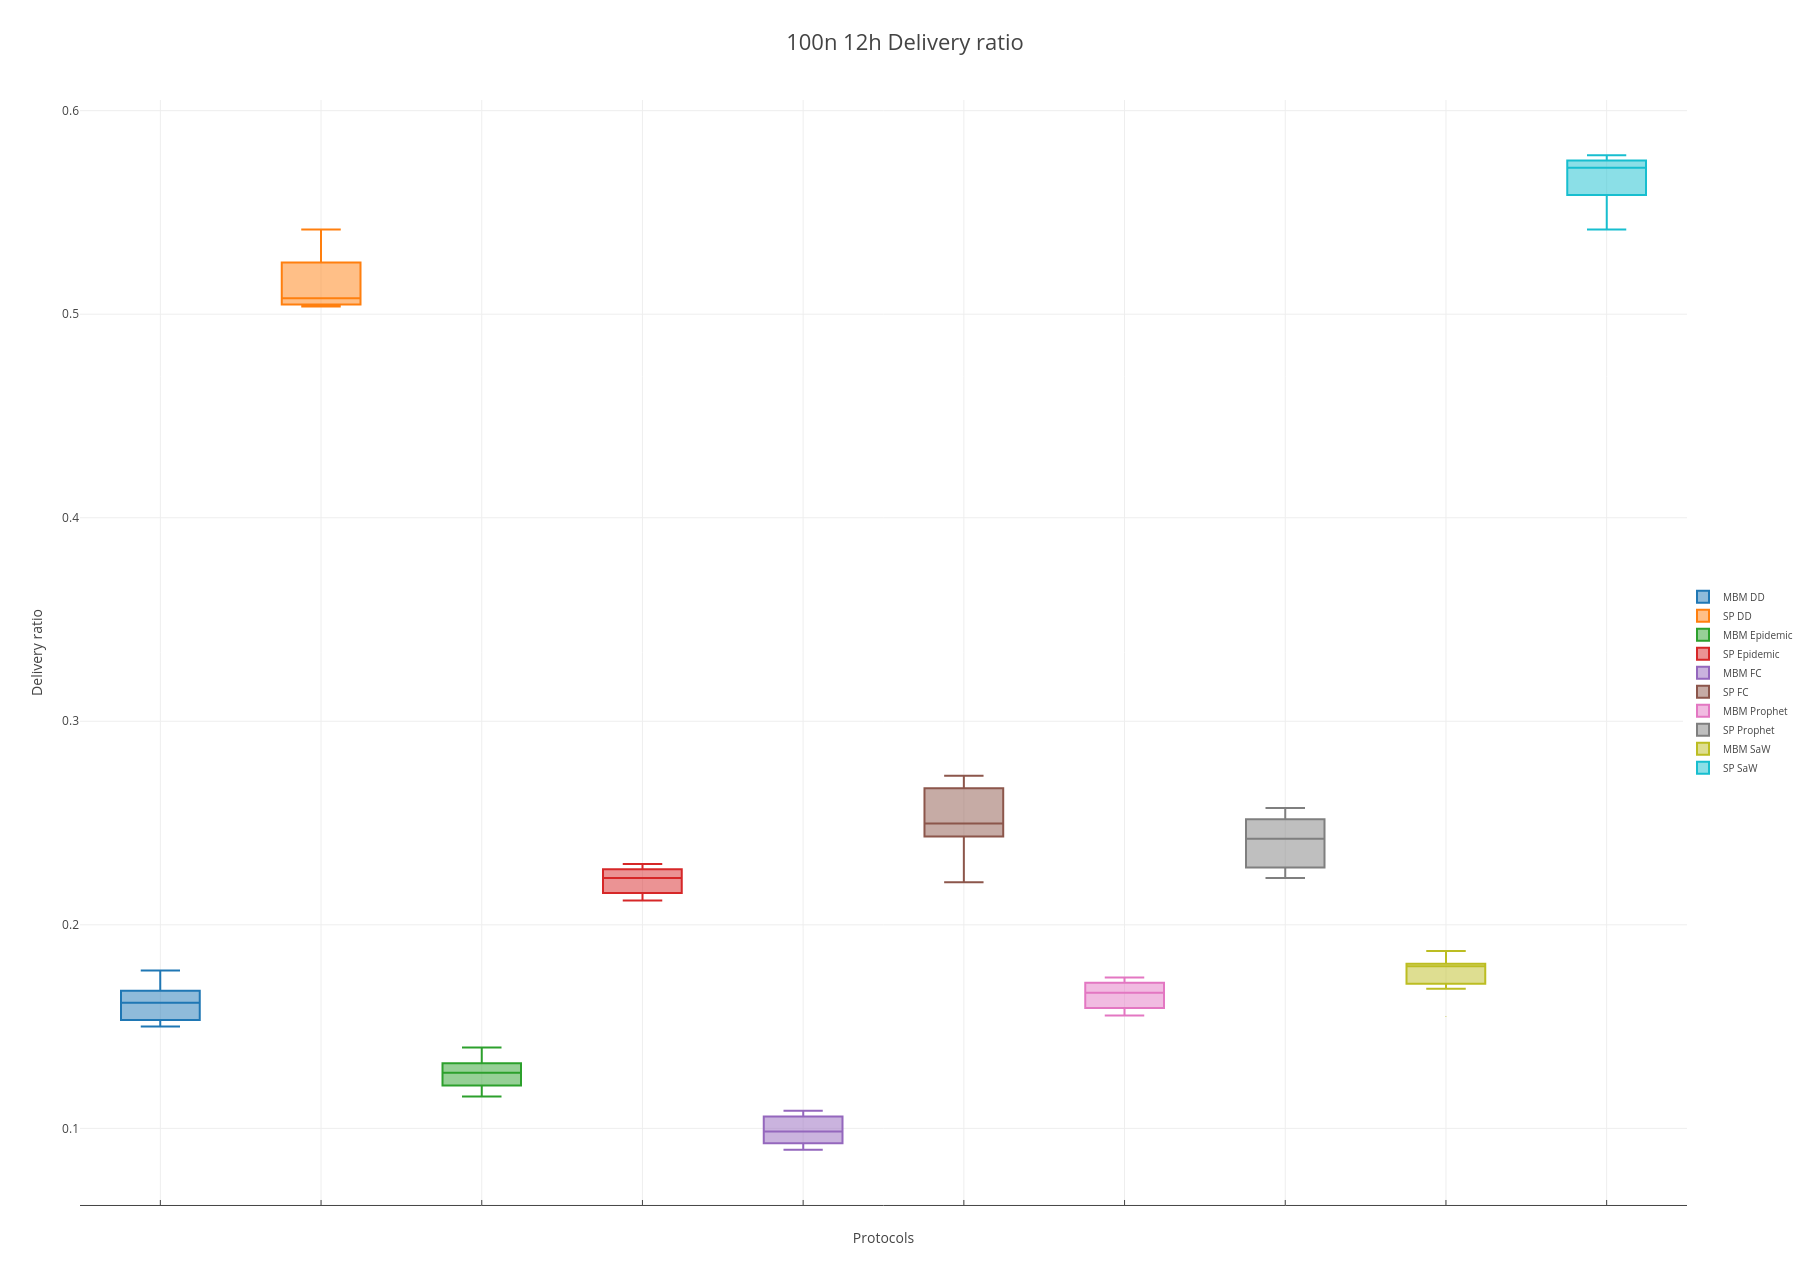 100n 12h Delivery ratio
0.6
0.5
0.4
0.3
0.2
0.1
Delivery ratio
Protocols
MBM DD
SP DD
MBM Epidemic
SP Epidemic
MBM FC
SP FC
MBM Prophet
SP Prophet
MBM SaW
SP SaW